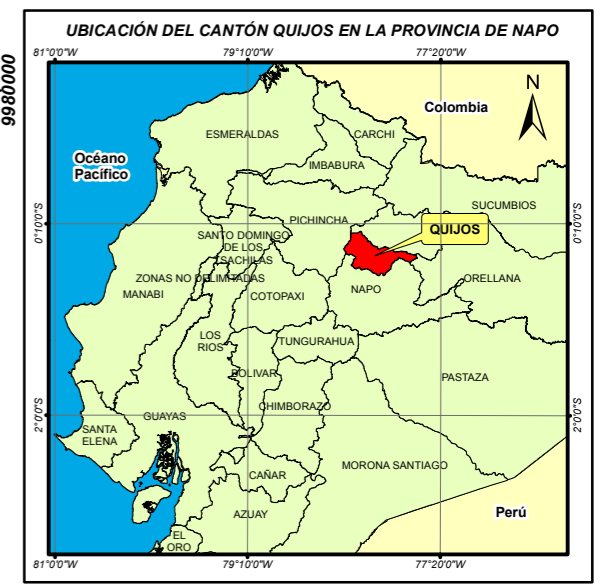 UBICACIÓN DEL CANTÓN QUIJOS EN LA PROVINCIA DE NAPO
81°0'0"W
79°10'0"W
77°20'0"W
9980000
N
Colombia
ESMERALDAS
CARCHI
Océano
Pacífico
IMBABURA
SUCUMBIOS
0°10'0"S
0°10'0"S
PICHINCHA
QUIJOS
SANTO DOMINGO
DE LOS
TSACHILAS
ZONAS NO DELIMITADAS
ORELLANA
MANABI
COTOPAXI
NAPO
LOS
RIOS
TUNGURAHUA
BOLIVAR
PASTAZA
CHIMBORAZO
2°0'0"S
2°0'0"S
GUAYAS
SANTA
ELENA
MORONA SANTIAGO
CAÑAR
AZUAY
Perú
EL
ORO
81°0'0"W
79°10'0"W
77°20'0"W